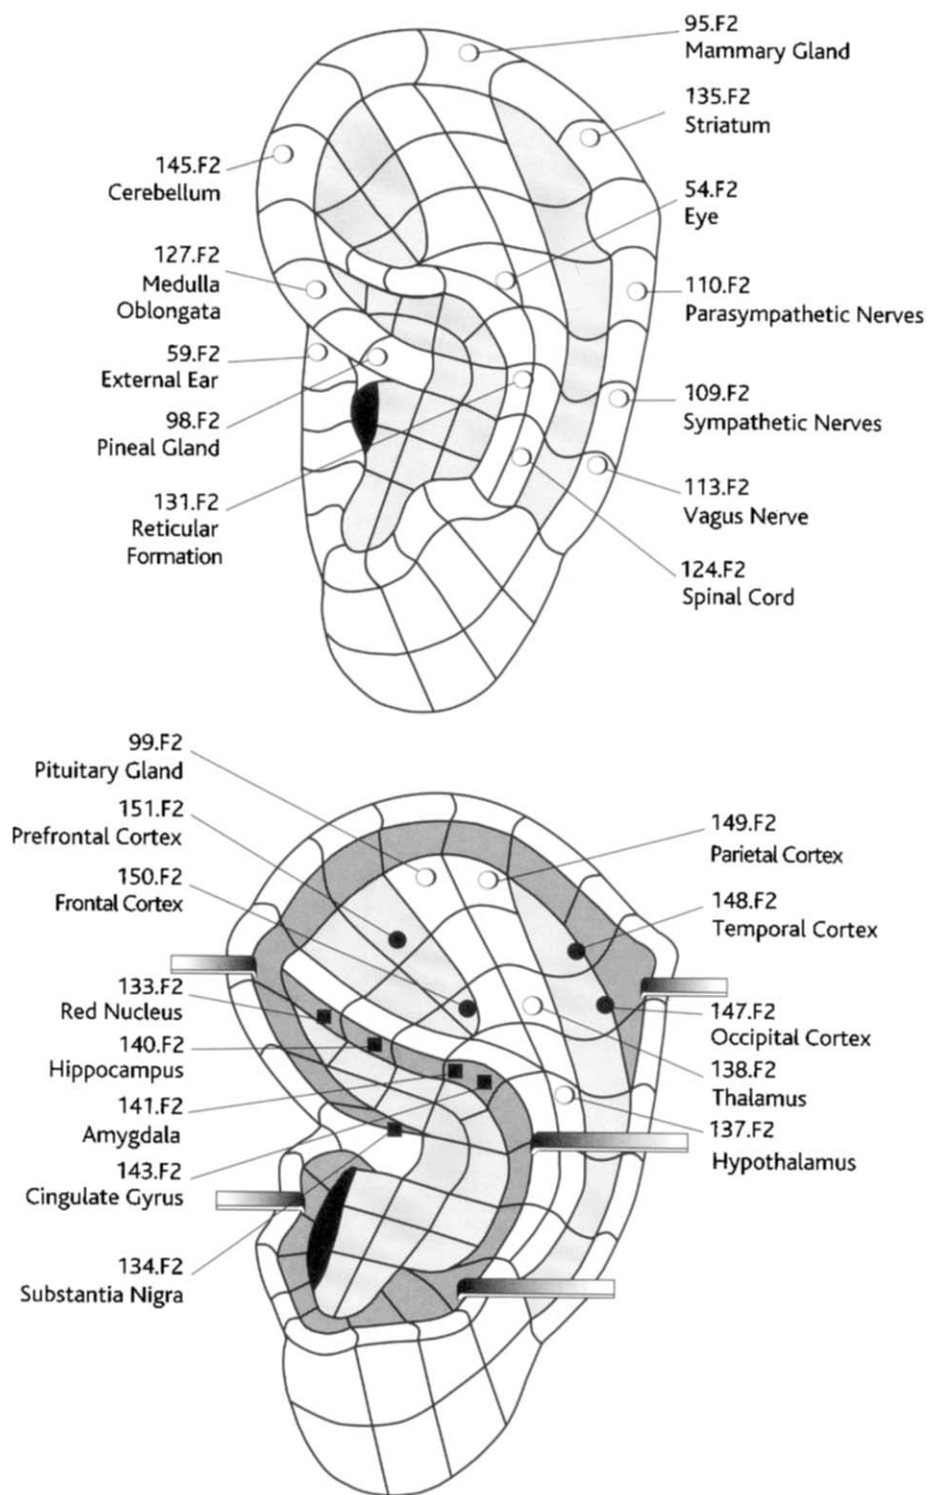 95.F2
Mammary Gland
135.F2
Striatum
145.F2
Cerebellum
54.F2
Eye
127.F2
Medulla
Oblongata
110.F2
Parasympathetic Nerves
59.F2
External Ear
109.F2
Sympathetic Nerves
98.F2
Pineal Gland
113.F2
Vagus Nerve
131.F2
Reticular
Formation
124.F2
Spinal Cord
99.F2
Pituitary Gland
151.F2
Prefrontal Cortex
149.F2
Parietal Cortex
150.F2
Frontal Cortex
148.F2
Temporal Cortex
133.F2
Red Nucleus
147.F2
Occipital Cortex
140.F2
Hippocampus
138.F2
Thalamus
141.F2
Amygdala
137.F2
Hypothalamus
143.F2
Cingulate Gyrus
134.F2
Substantia Nigra